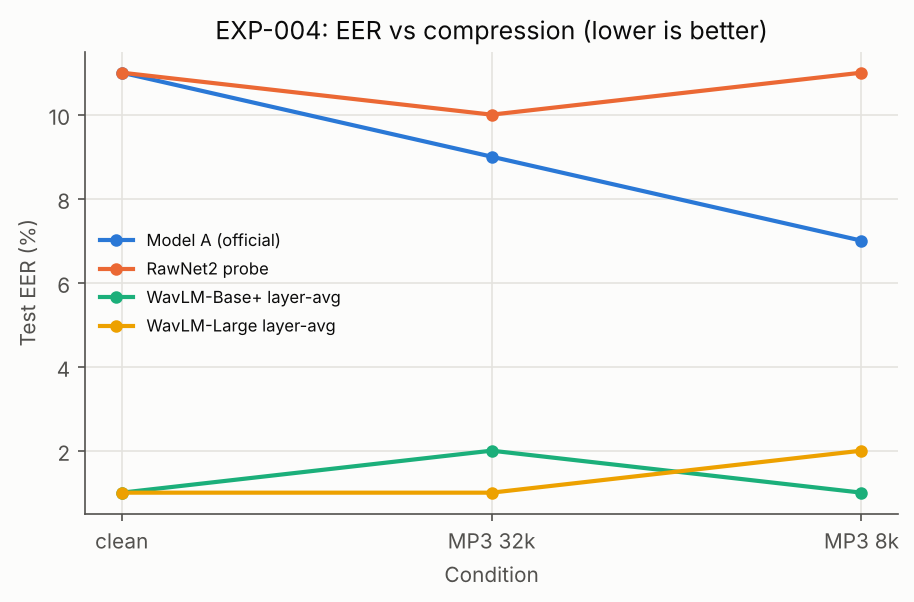 EXP-004: EER vs compression (lower is better)
10
8
6
4
2
Test EER (%)
Model A (official)
RawNet2 probe
WavLM-Base+ layer-avg
WavLM-Large layer-avg
clean
MP3 32k
MP3 8k
Condition